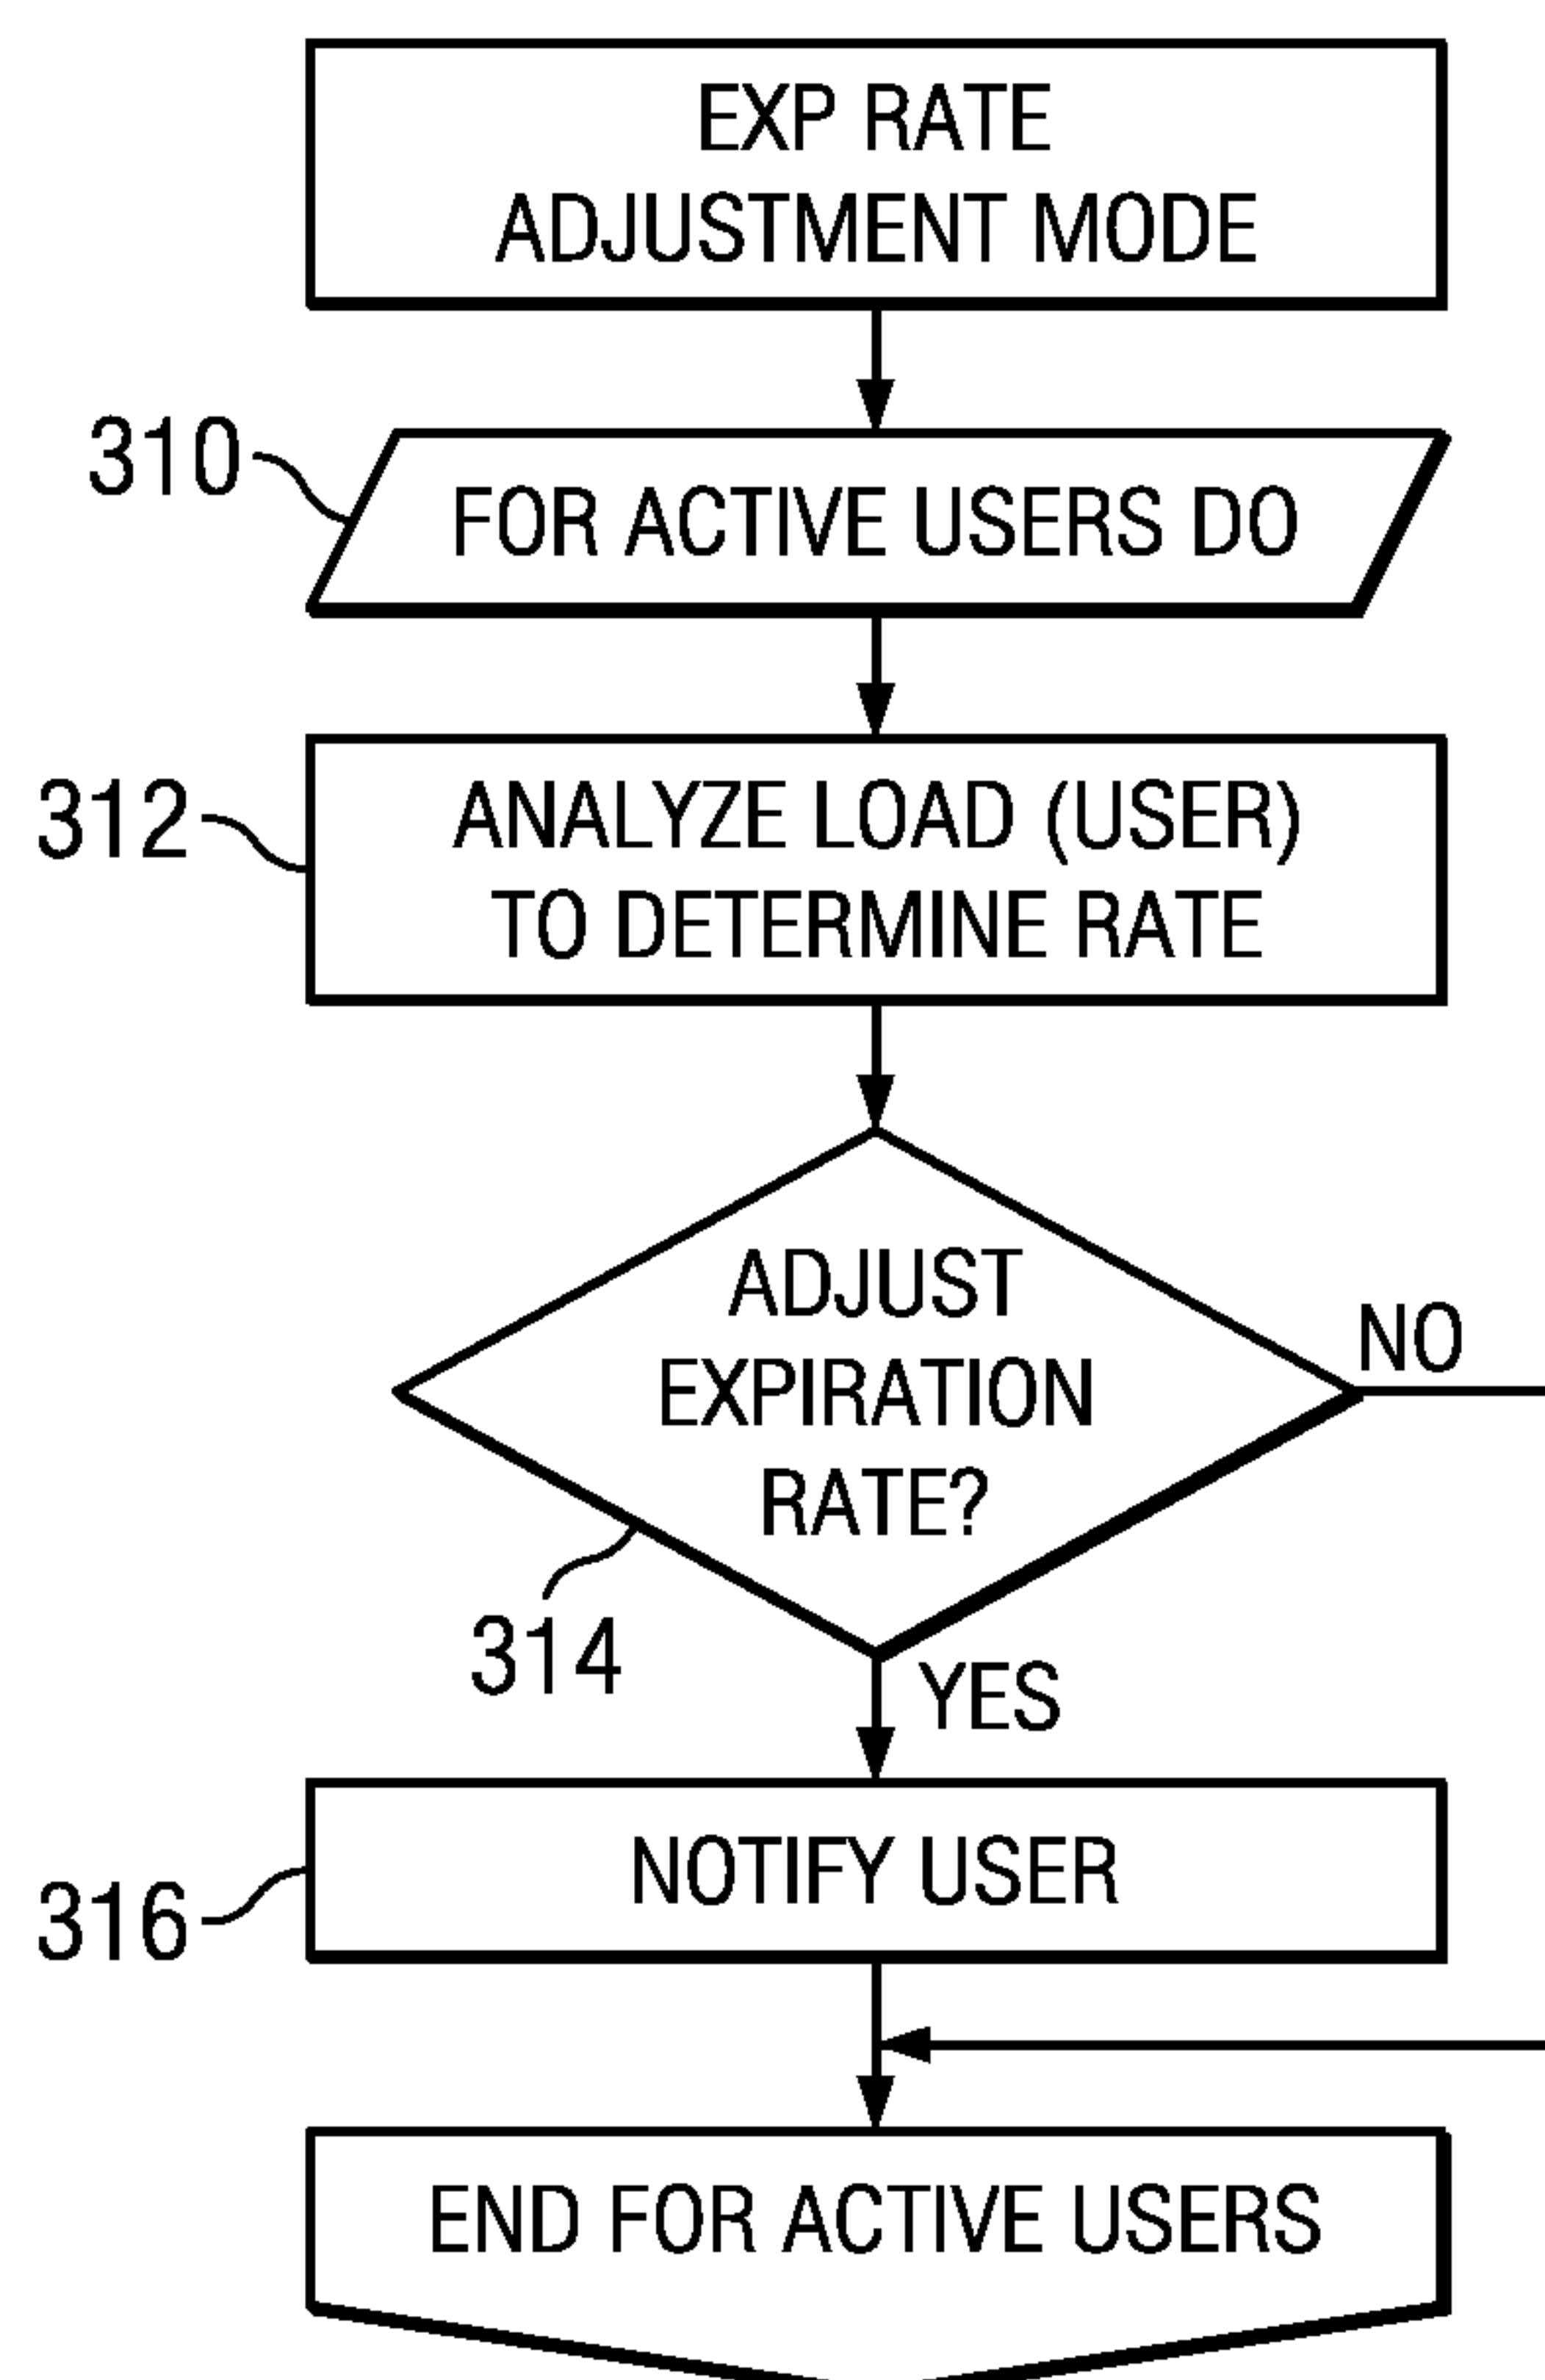 EXP RATE
ADJUSTMENT MODE
310
FOR ACTIVE USERS DO
312
ANALYZE LOAD (USER)
TO DETERMINE RATE
ADJUST
EXPIRATION
RATE?
NO
314
YES
NOTIFY USER
316
END FOR ACTIVE USERS